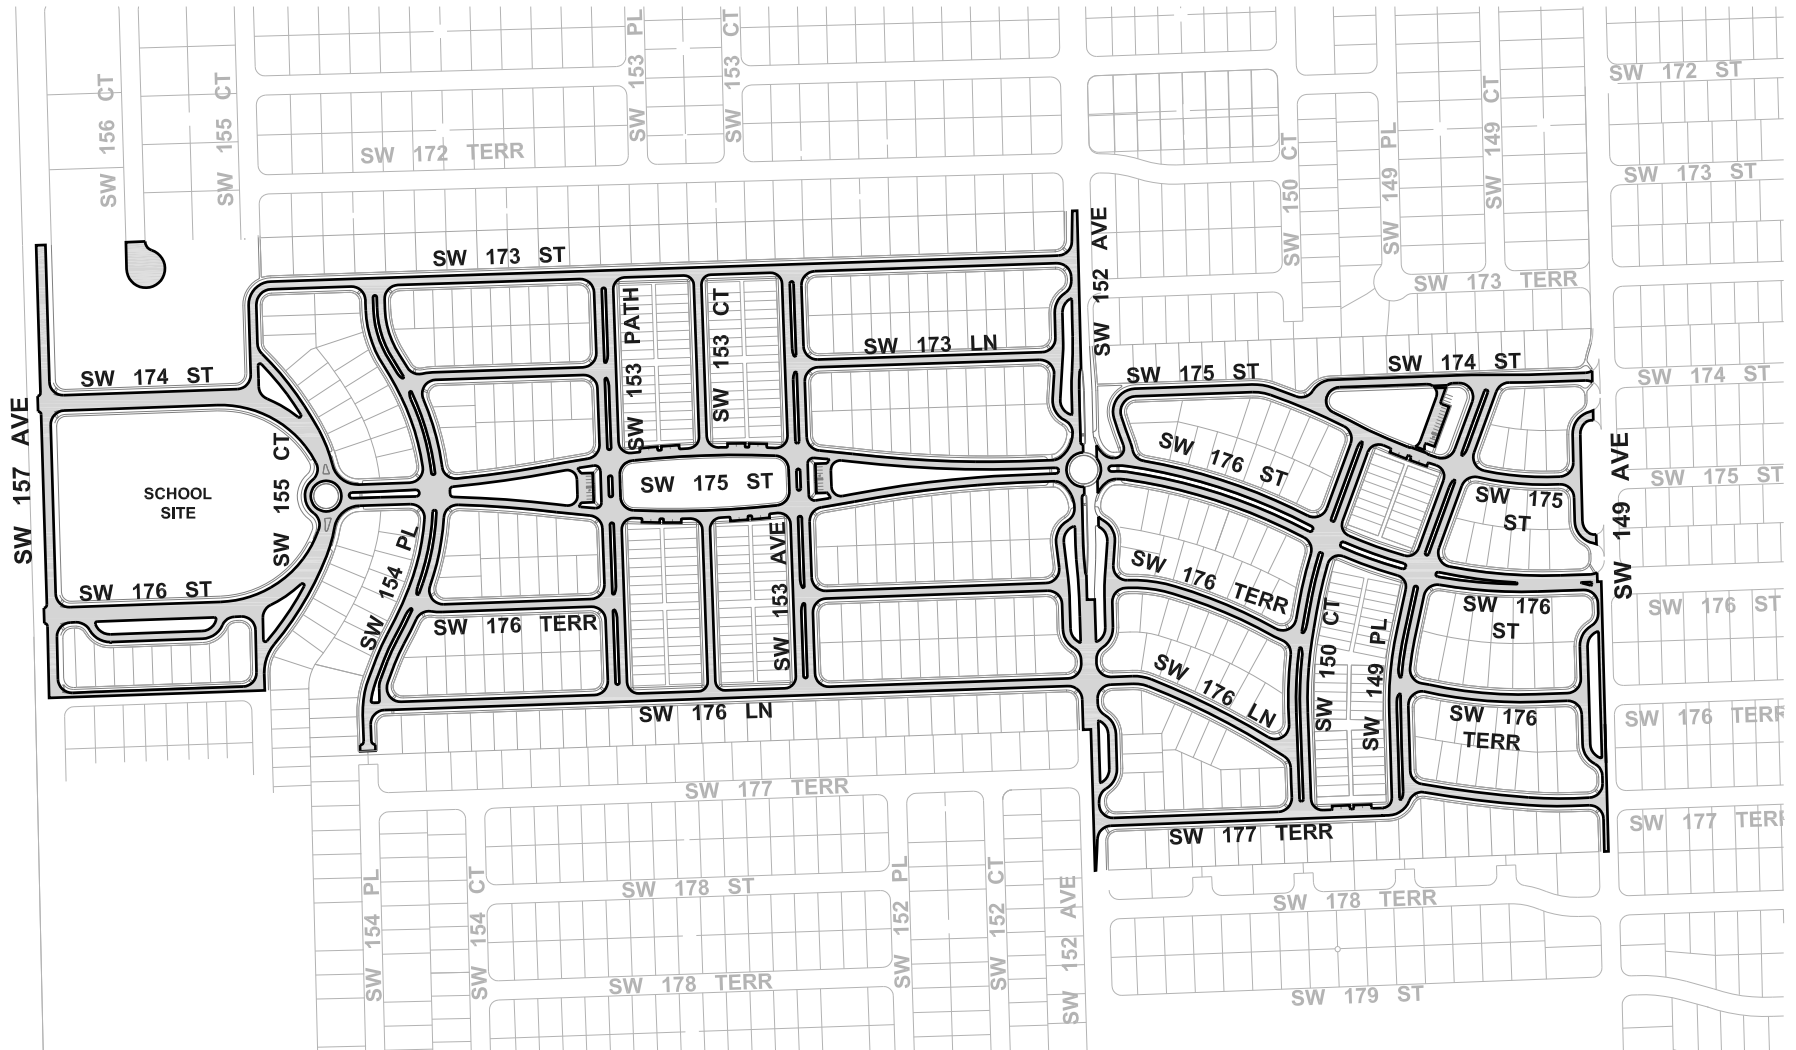 SW 153 PL
SW 153 CT
SW 172 ST
SW 156 CT
SW 155 CT
SW 149 CT
SW 172 TERR
SW 150 CT
SW 149 PL
SW 173 ST
SW 152 AVE
SW 173 ST
SW 173 TERR
SW 153 PATH
SW 153 CT
SW 173 LN
SW 174 ST
SW 175 ST
SW 174 ST
SW 174 ST
SW 157 AVE
SW 155 CT
SW 176 ST
SW 149 AVE
SW 175 ST
SCHOOL
SITE
SW 175 ST
SW 175
ST
SW 154 PL
SW 153 AVE
SW 176 TERR
SW 176 ST
SW 176 TERR
SW 150 CT
SW 149 PL
SW 176
ST
SW 176 ST
SW 176 LN
SW 176 LN
SW 176
TERR
SW 176 TERR
SW 177 TERR
SW 177 TERR
SW 177 TERR
SW 154 PL
SW 154 CT
SW 178 ST
SW 152 PL
SW 152 CT
SW 152 AVE
SW 178 TERR
SW 178 TERR
SW 179 ST